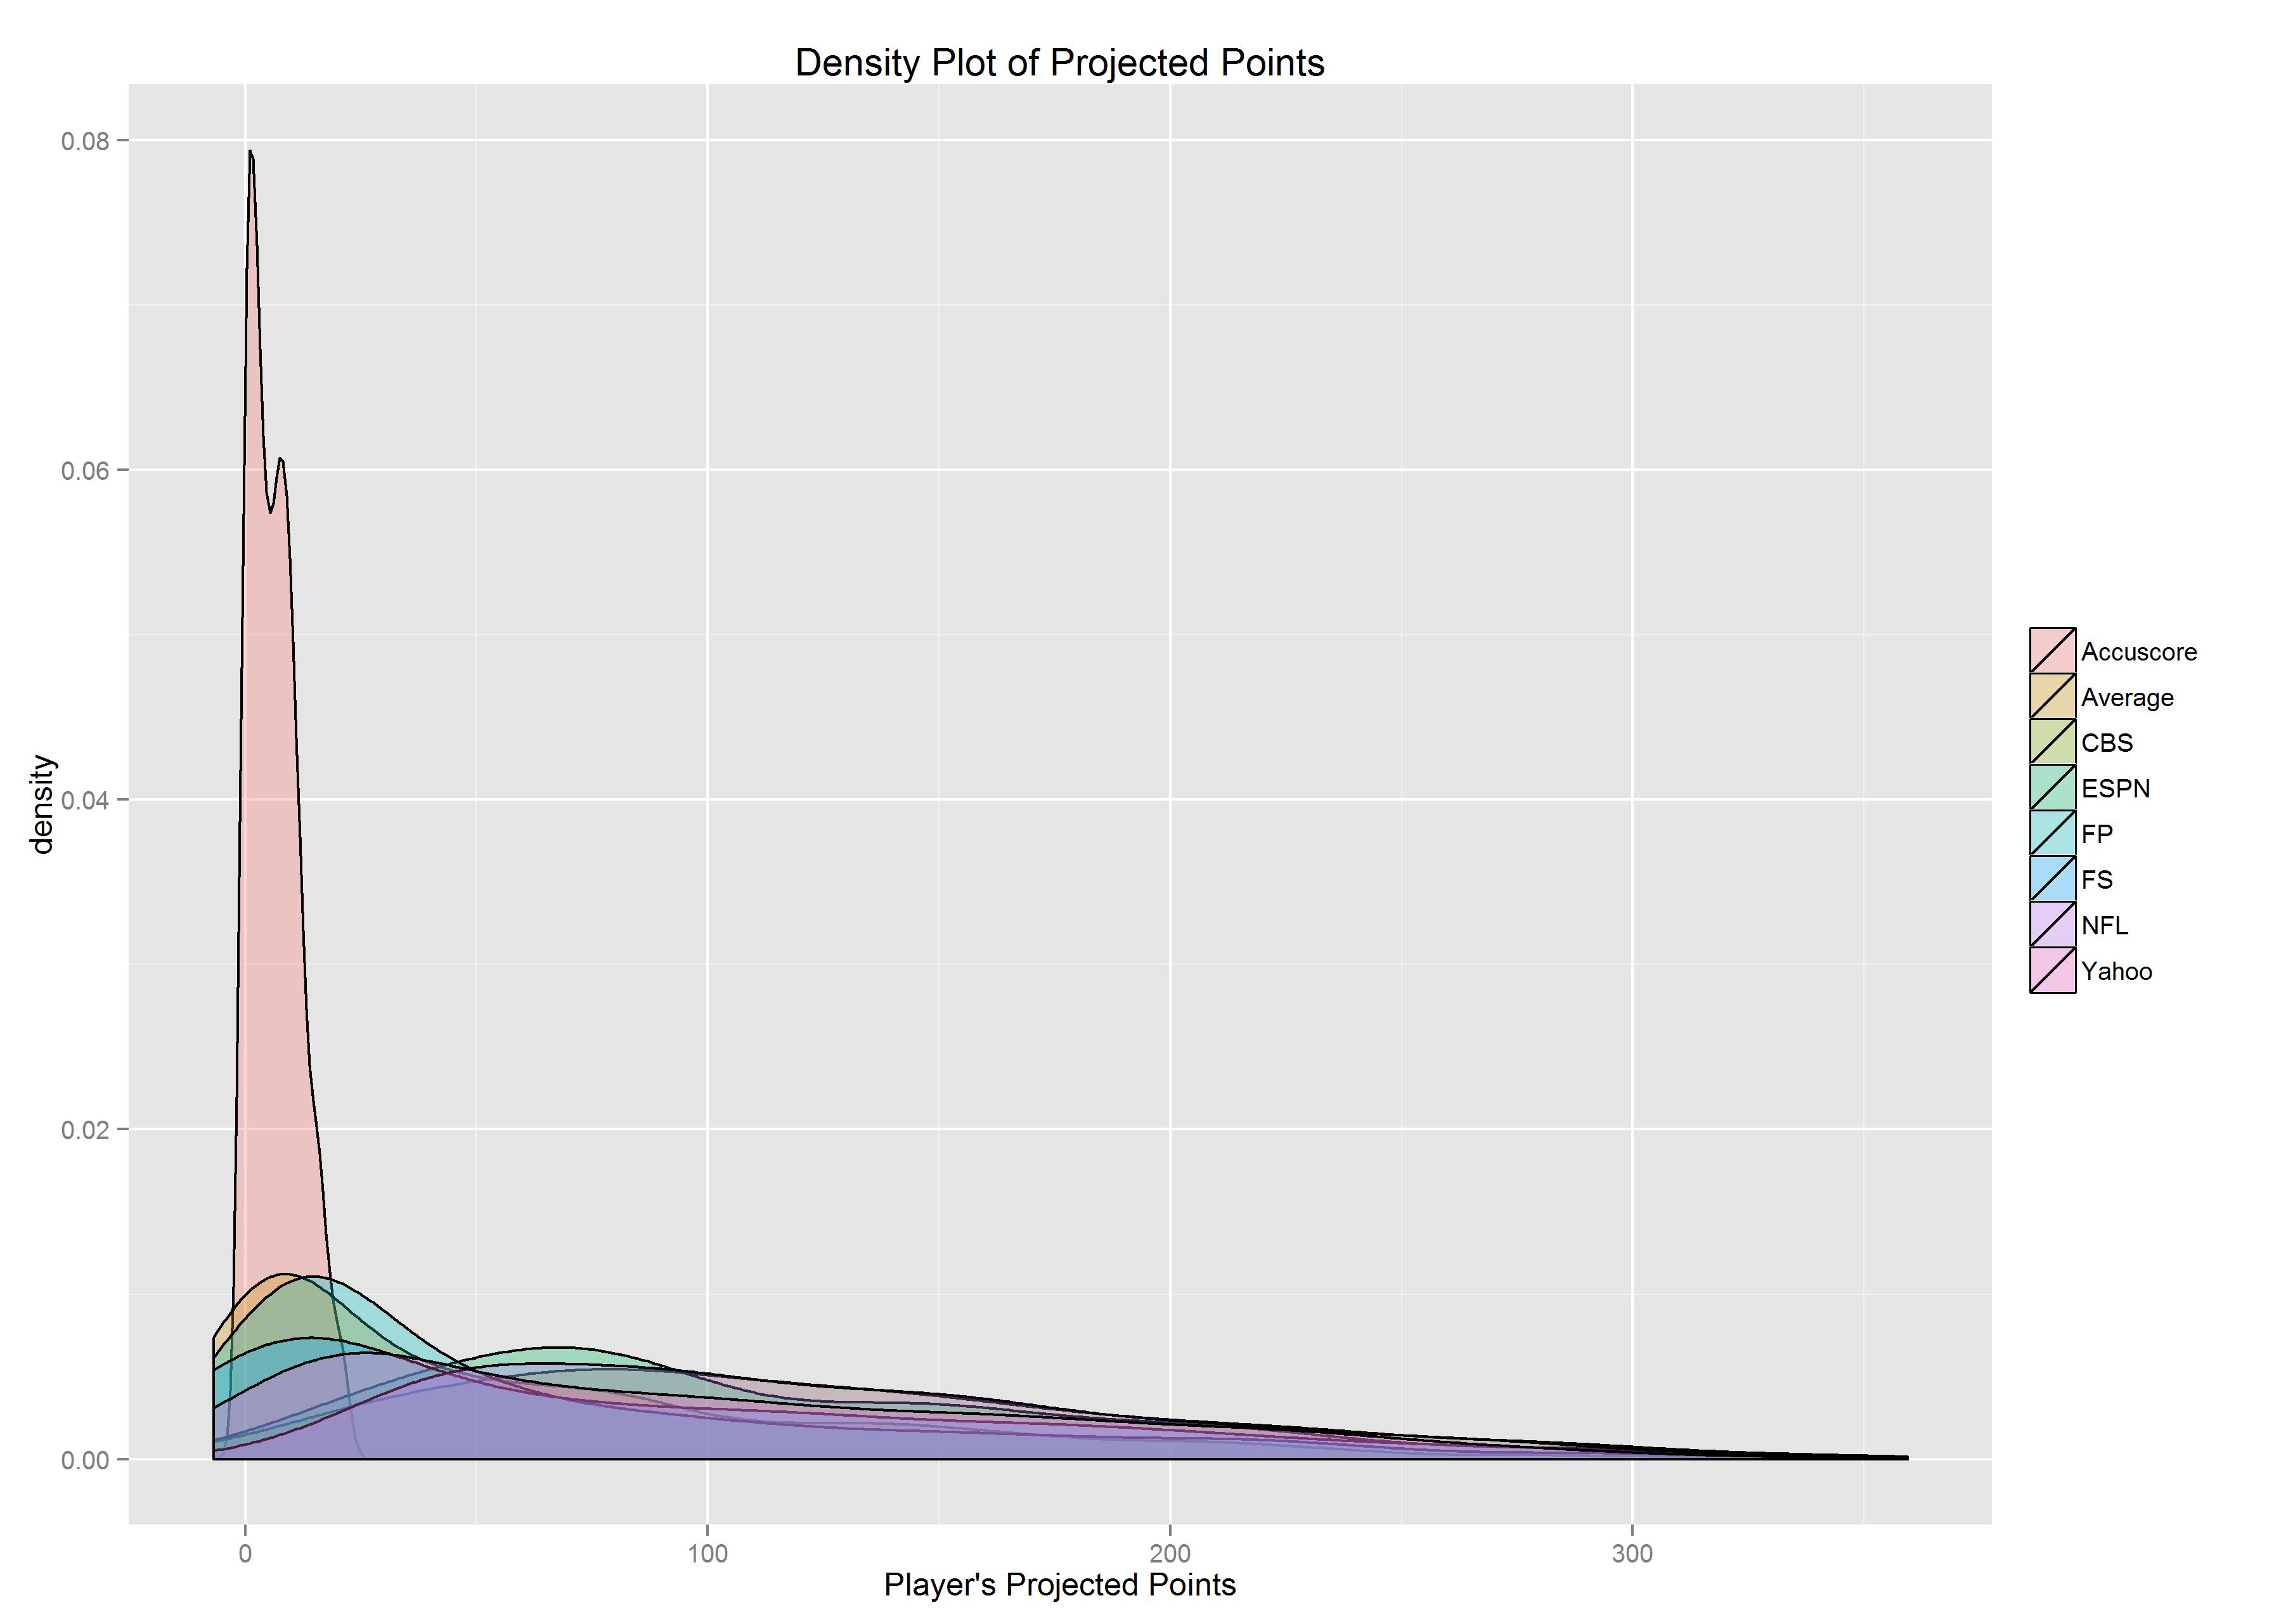 Density Plot of Projected Points
0.08
0.06
0.04
0.02
0.00
density
0
100
200
300
Player's Projected Points
Accuscore
Average
CBS
ESPN
FP
FS
NFL
Yahoo